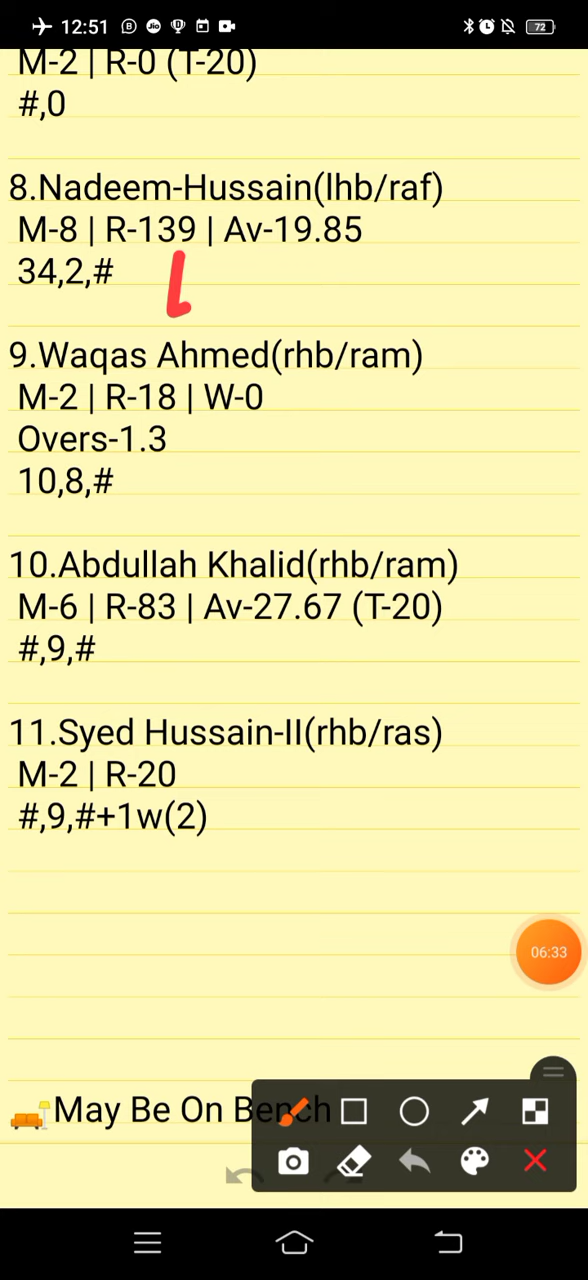 12:51
B
Jio
72
M-2 | R-0 (T-20)
#,0
8.Nadeem-Hussain(lhb/raf)
M-8 | R-139 | Av-19.85
34,2,#
9.Waqas Ahmed(rhb/ram)
M-2 | R-18 | W-0
Overs-1.3
10,8,#
10.Abdullah Khalid(rhb/ram)
M-6 | R-83 | Av-27.67 (T-20)
#,9,#
11.Syed Hussain-II(rhb/ras)
M-2 | R-20
#,9,#+1w(2)
06:33
May Be On Bench